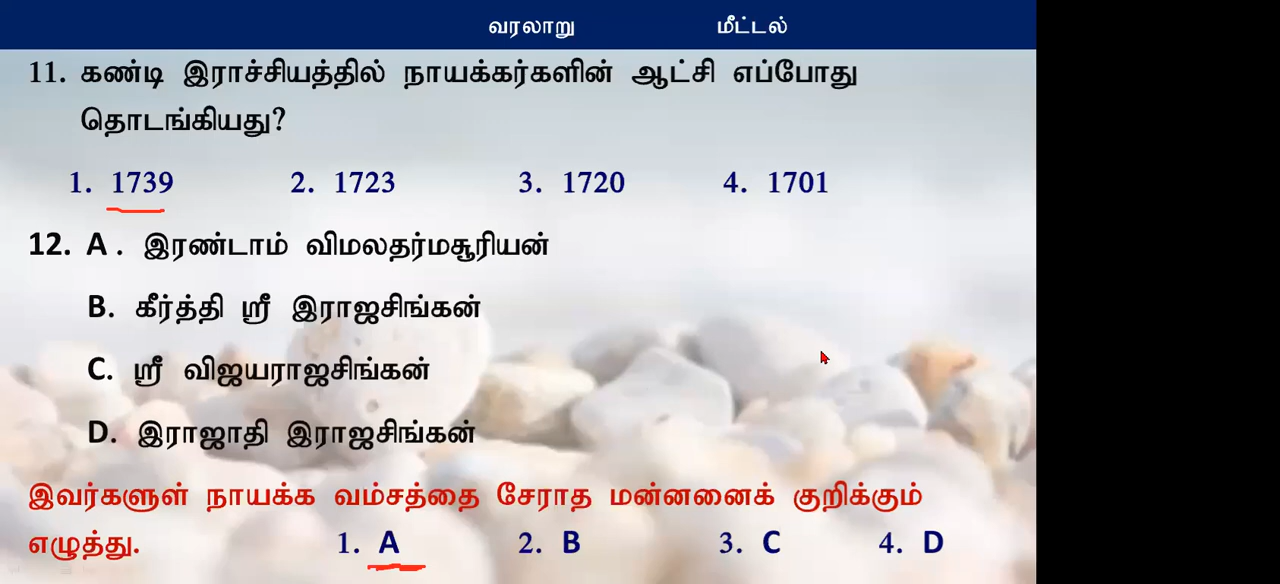 வரலாறு மீட்டல்
11. கண்டி இராச்சியத்தில் நாயக்கர்களின் ஆட்சி எப்போது
தொடங்கியது?
1. 1739 2. 1723 3. 1720 4. 1701
12. A . இரண்டாம் விமலதர்மசூரியன்
B. கீர்த்தி ஸ்ரீ இராஜசிங்கன்
C. ஸ்ரீ விஜயராஜசிங்கன்
D. இராஜாதி இராஜசிங்கன்
இவர்களுள் நாயக்க வம்சத்தை சேராத மன்னனைக் குறிக்கும்
எழுத்து. 1. A 2. B 3. C 4. D